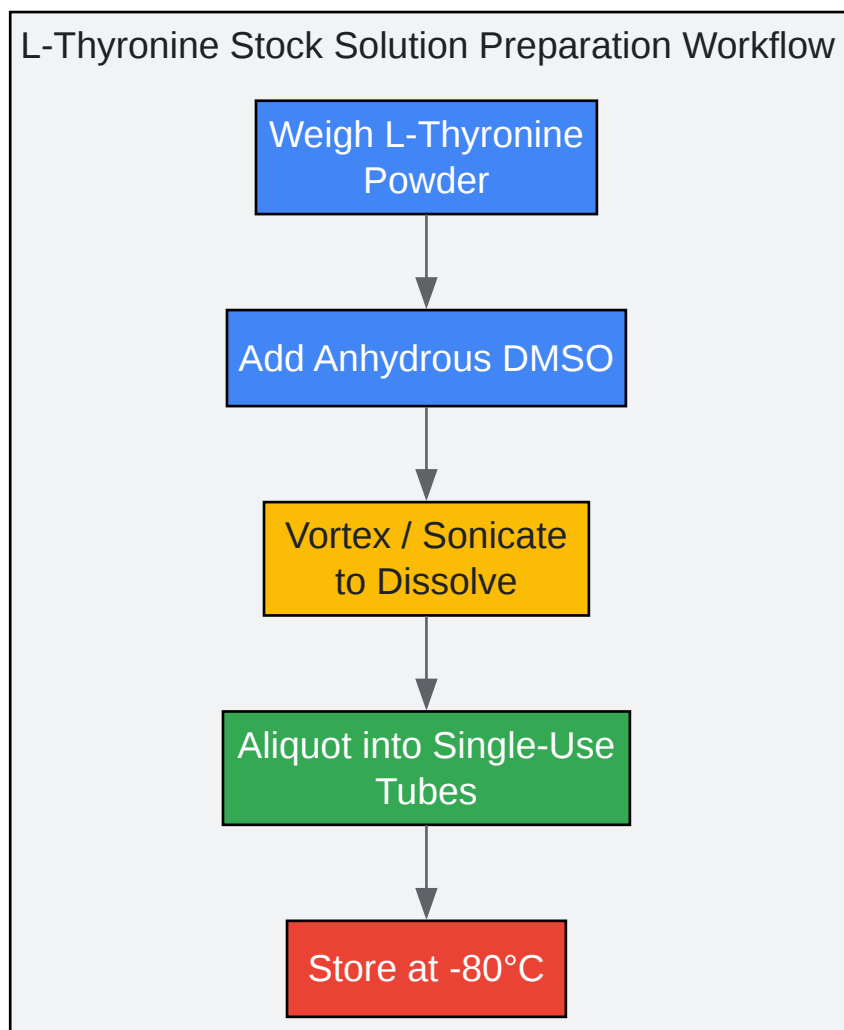 L-Thyronine Stock Solution Preparation Workflow
Weigh L-Thyronine
Powder
Add Anhydrous DMSO
Vortex / Sonicate
to Dissolve
Aliquot into Single-Use
Tubes
Store at -80°C